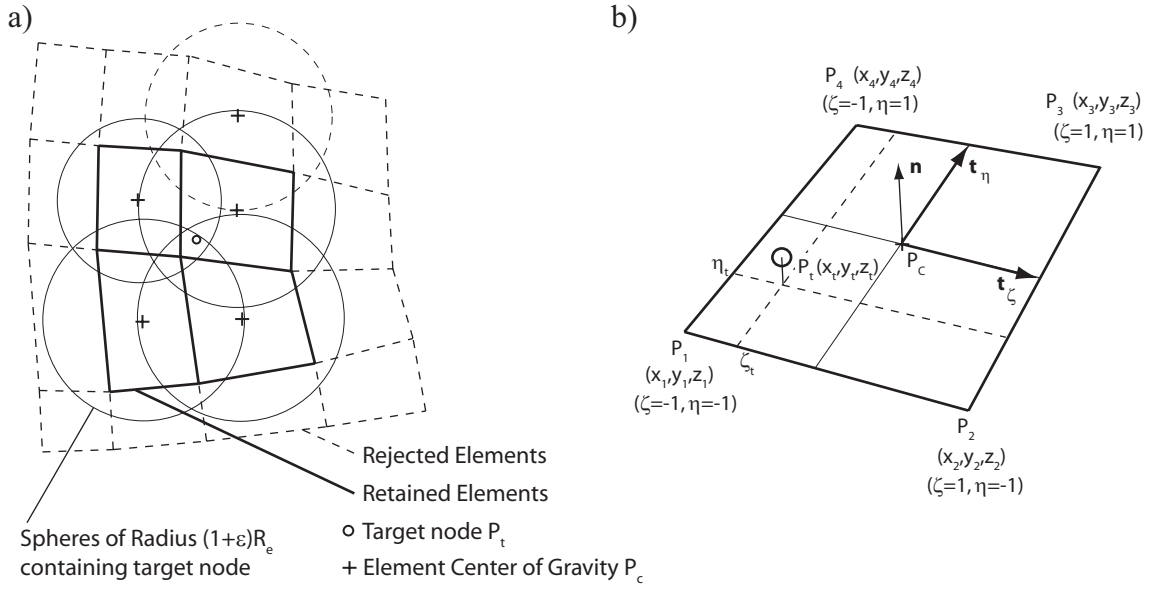 a)
Rejected Elements
Retained Elements
Target node Pt
Element Center of Gravity Pc
Spheres of Radius (1+ε)Re
containing target node
b)
P4 (x4,y4,z4)
(ζ=-1, η=1)
P3 (x3,y3,z3)
(ζ=1, η=1)
n
tη
Pt (xt,yt,zt)
Pc
tζ
ηt
ζt
P1
(x1,y1,z1)
(ζ=-1, η=-1)
P2
(x2,y2,z2)
(ζ=1, η=-1)